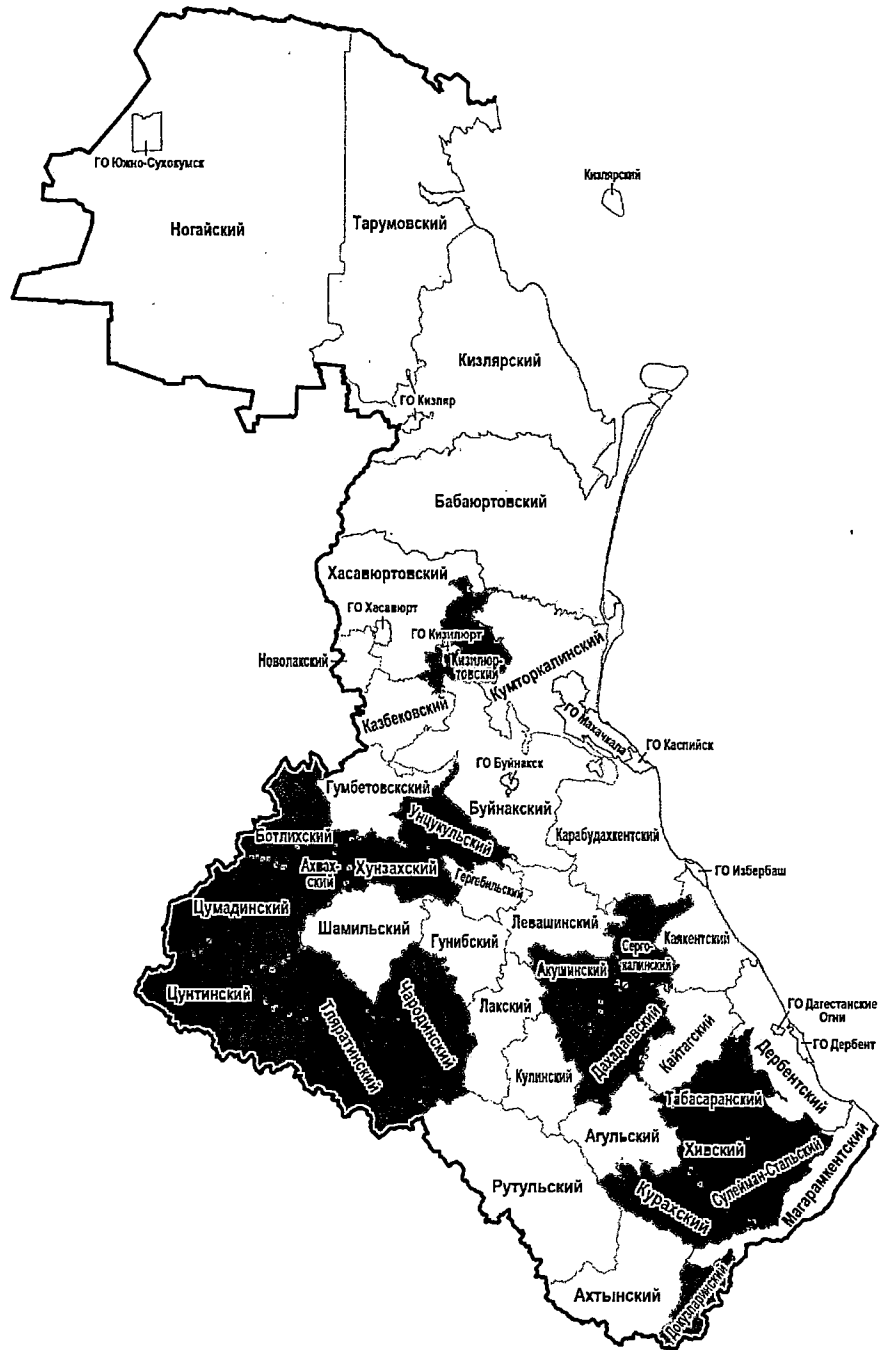 ГО Южно-Сухокумск
Кизлярский
Ногайский
Тарумовский
Кизлярский
ГО Кизляр
Бабаюртовский
Хасавюртовский
ГО Хасавюрт
ГО Кизилюрт
Новолакский
Кизилюр-
товский
Кумторкалинский
Казбековский
ГО Махачкала
ГО Каспийск
ГО Буйнакск
Гумбетовскский
Буйнакский
Унцукульский
Карабудахкентский
Ботлихский
Ахвах-
ский
Хунзахский
Гергебильский
ГО Избербаш
Цумадинский
Шамильский
Гунибский
Левашинский
Серго-
калинский
Каякентский
Акушинский
Цунтинский
Тляратинский
Чародинский
Лакский
Дахадаевский
ГО Дагестанские
Огни
ГО Дербент
Кайтагский
Дербентский
Кулинский
Табасаранский
Агульский
Хивский
Сулейман-Стальский
Магарамкентский
Рутульский
Курахский
Ахтынский
Докузпаринский